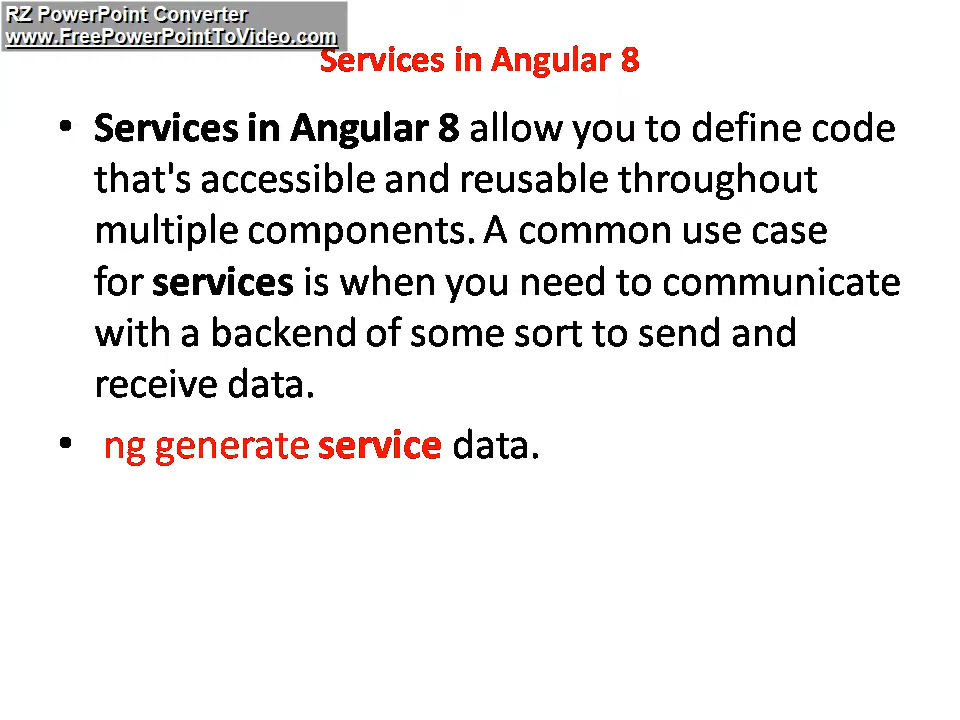 RZ PowerPoint Converter
www.FreePowerPointToVideo.com
Services in Angular 8
• Services in Angular 8 allow you to define code
that's accessible and reusable throughout
multiple components. A common use case
for services is when you need to communicate
with a backend of some sort to send and
receive data.
• ng generate service data.